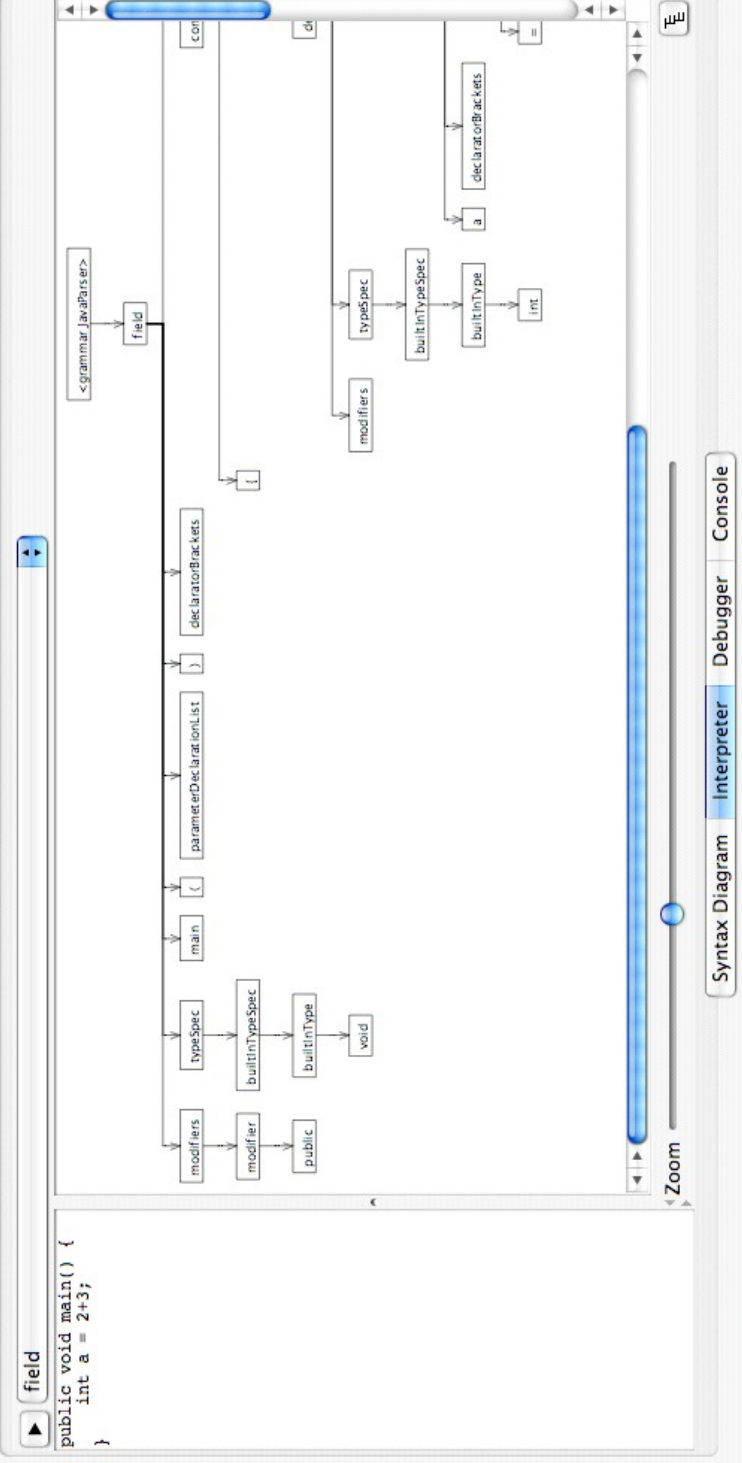 field
public void main() {
int a = 2+3;
}
<grammar JavaParser>
field
modifiers
typeSpec
main
(
parameterDeclarationList
)
declaratorBrackets
modifier
builtInTypeSpec
{
public
builtInType
void
modifiers
typeSpec
builtInTypeSpec
builtInType
a
declaratorBrackets
int
=
Zoom
Syntax Diagram
Interpreter
Debugger
Console